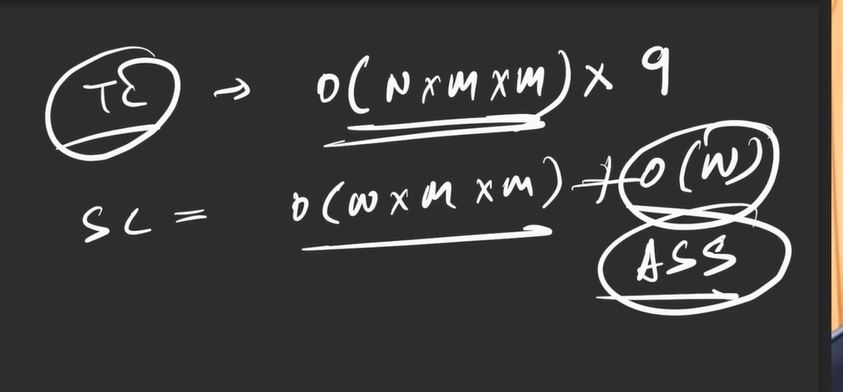 TC → O(N x M x M) x 9
SC = O(N x M x M) + O(N)
ASS